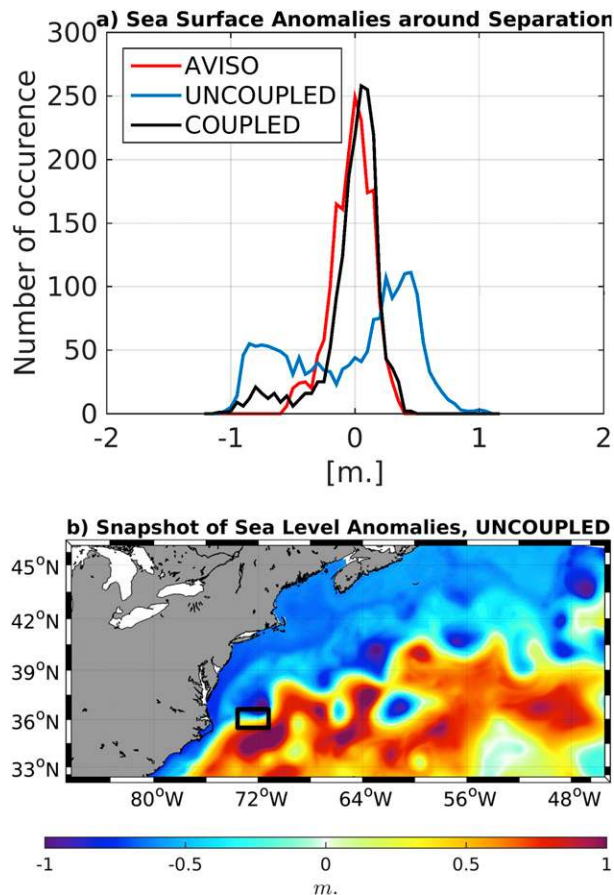 a) Sea Surface Anomalies around Separation
300
250
200
150
100
50
0
Number of occurence
AVISO
UNCOUPLED
COUPLED
-2 -1 0 1 2
[m.]
b) Snapshot of Sea Level Anomalies, UNCOUPLED
45°N
42°N
39°N
36°N
33°N
80°W 72°W 64°W 56°W 48°W
-1 -0.5 0 0.5 1
m.